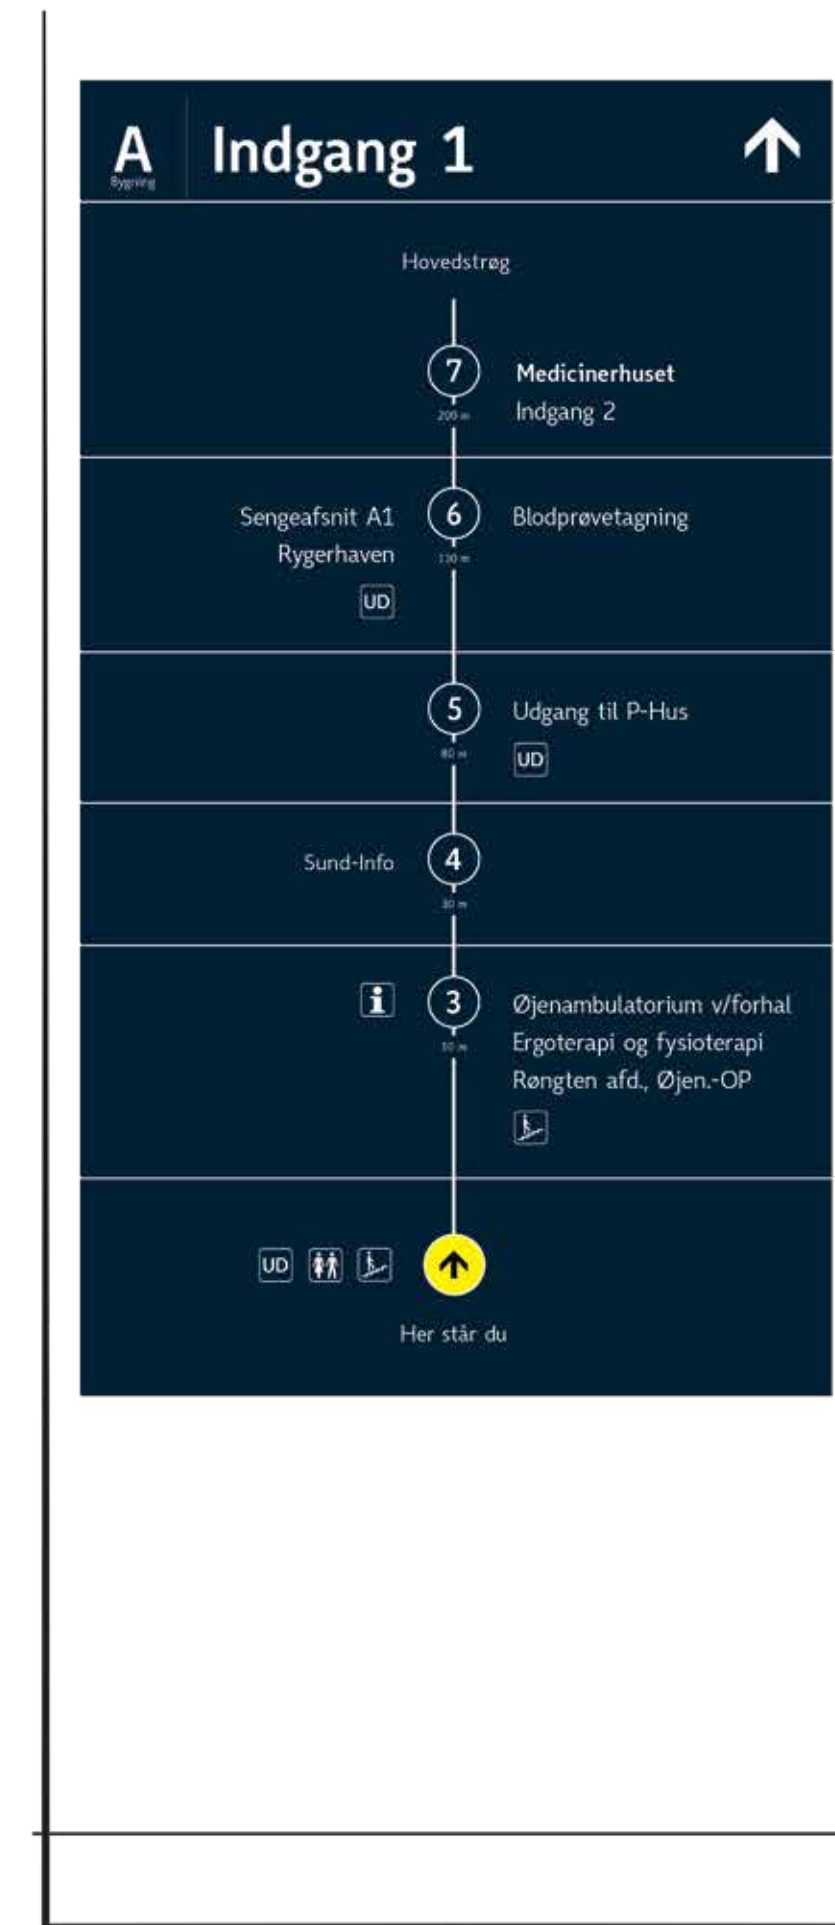 A
Bygning
Indgang 1
Hovedstrøg
7
Medicinerhuset
200 m
Indgang 2
Sengeafsnit A1
6
Blodprøvetagning
Rygerhaven
UD
5
Udgang til P-Hus
80 m
UD
Sund-Info
4
i
3
Øjenambulatorium v/forhal
Ergoterapi og fysioterapi
Røngten afd., Øjen.-OP
UD
Her står du